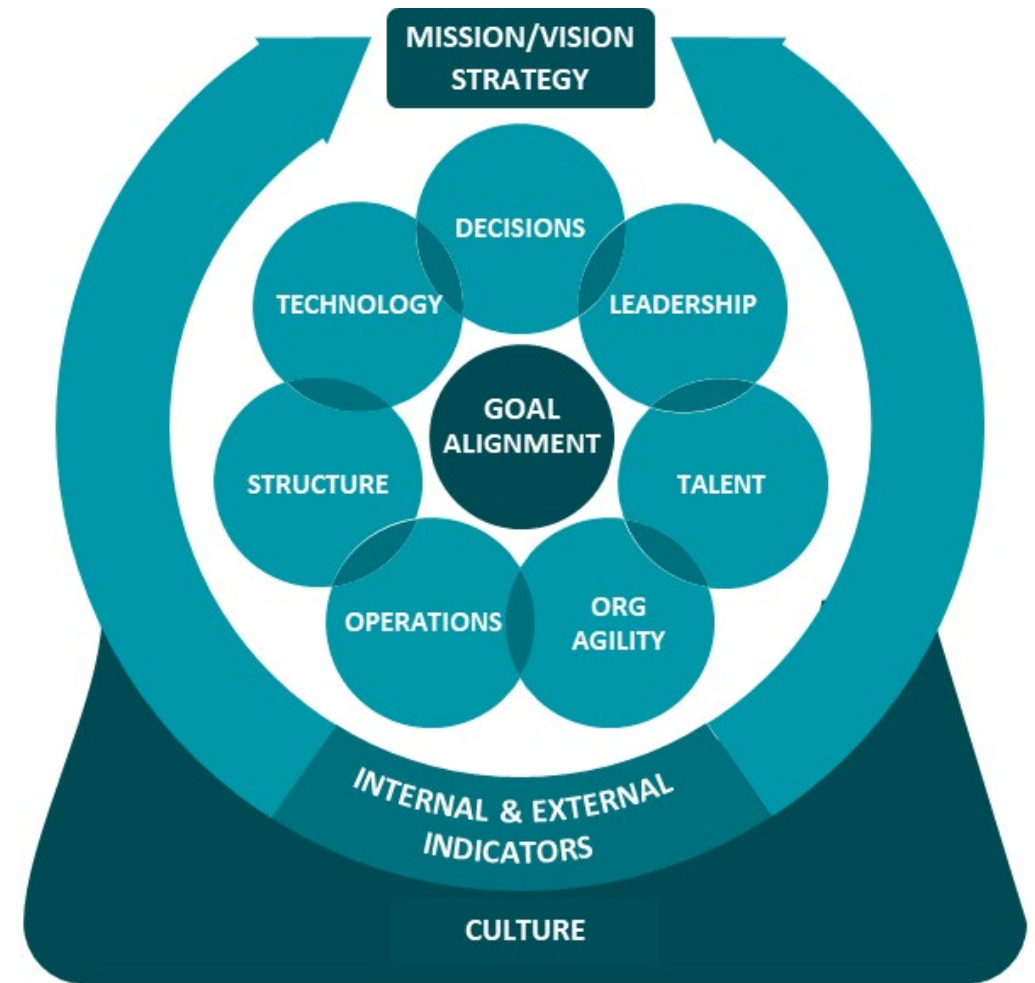 MISSION/VISION
STRATEGY
DECISIONS
TECHNOLOGY
LEADERSHIP
GOAL
ALIGNMENT
STRUCTURE
TALENT
OPERATIONS
ORG
AGILITY
INTERNAL & EXTERNAL
INDICATORS
CULTURE